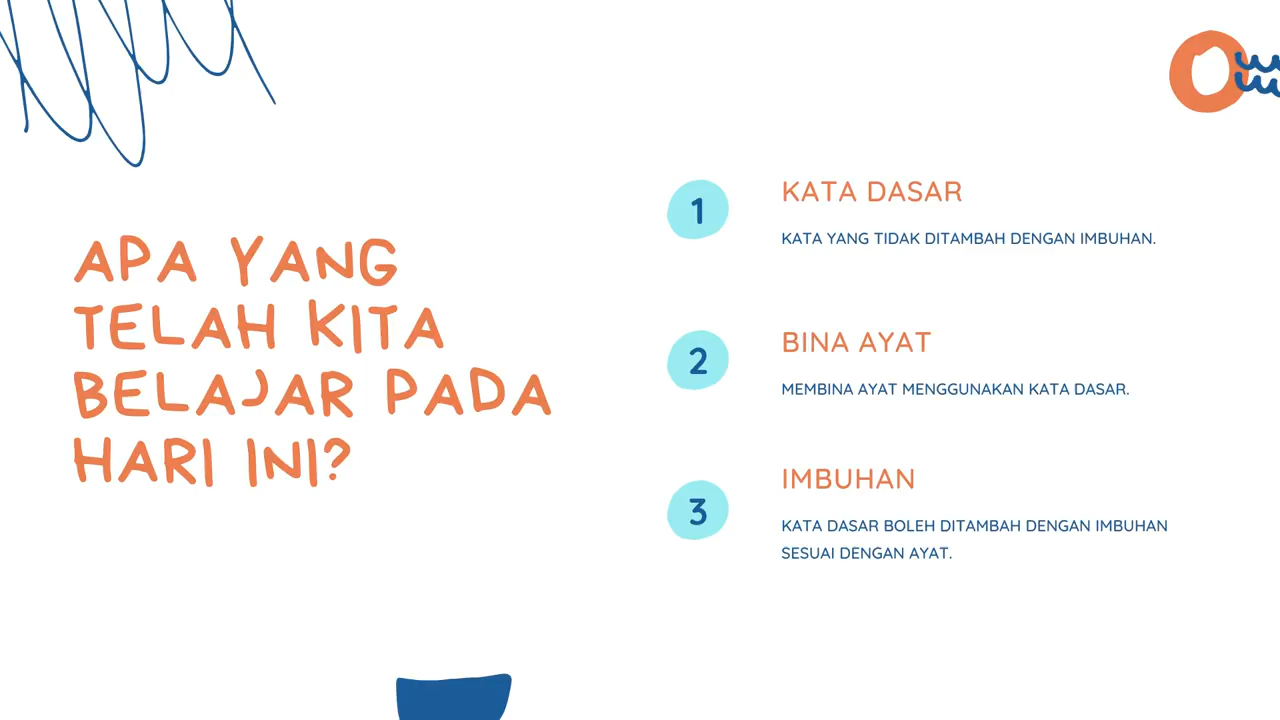 APA YANG
TELAH KITA
BELAJAR PADA
HARI INI?
1
KATA DASAR
KATA YANG TIDAK DITAMBAH DENGAN IMBUHAN.
2
BINA AYAT
MEMBINA AYAT MENGGUNAKAN KATA DASAR.
3
IMBUHAN
KATA DASAR BOLEH DITAMBAH DENGAN IMBUHAN
SESUAI DENGAN AYAT.